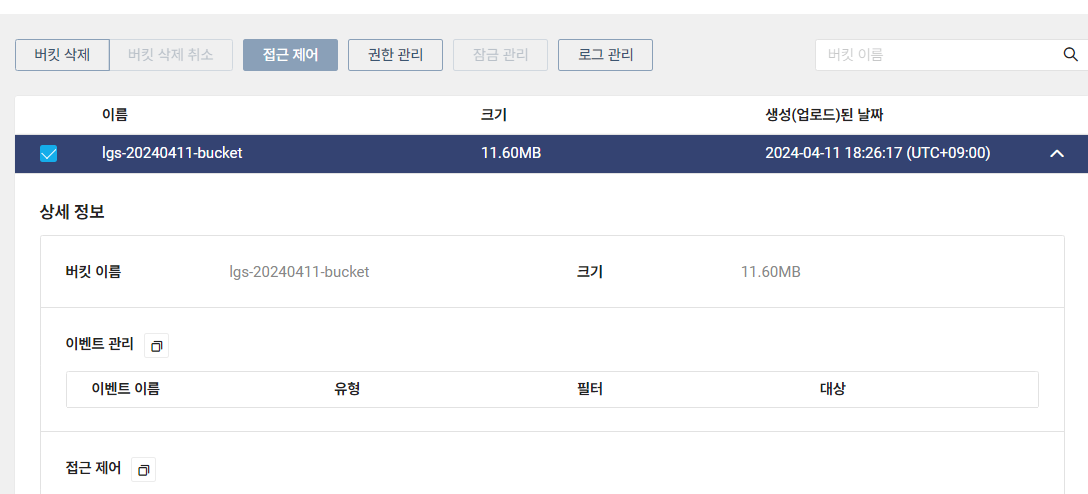 버킷 삭제 버킷 삭제 취소 접근 제어 권한 관리 잠금 관리 로그 관리 버킷 이름
이름 크기 생성(업로드)된 날짜
lgs-20240411-bucket 11.60MB 2024-04-11 18:26:17 (UTC+09:00)
상세 정보
버킷 이름 lgs-20240411-bucket 크기 11.60MB
이벤트 관리
이벤트 이름 유형 필터 대상
접근 제어